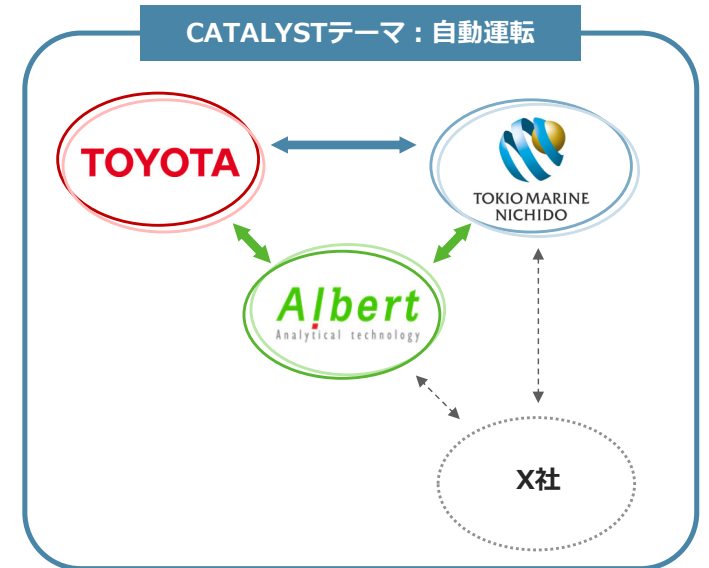 CATALYSTテーマ：自動運転
TOYOTA
TOKIO MARINE
NICHIDO
A!bert
Analytical technology
X社